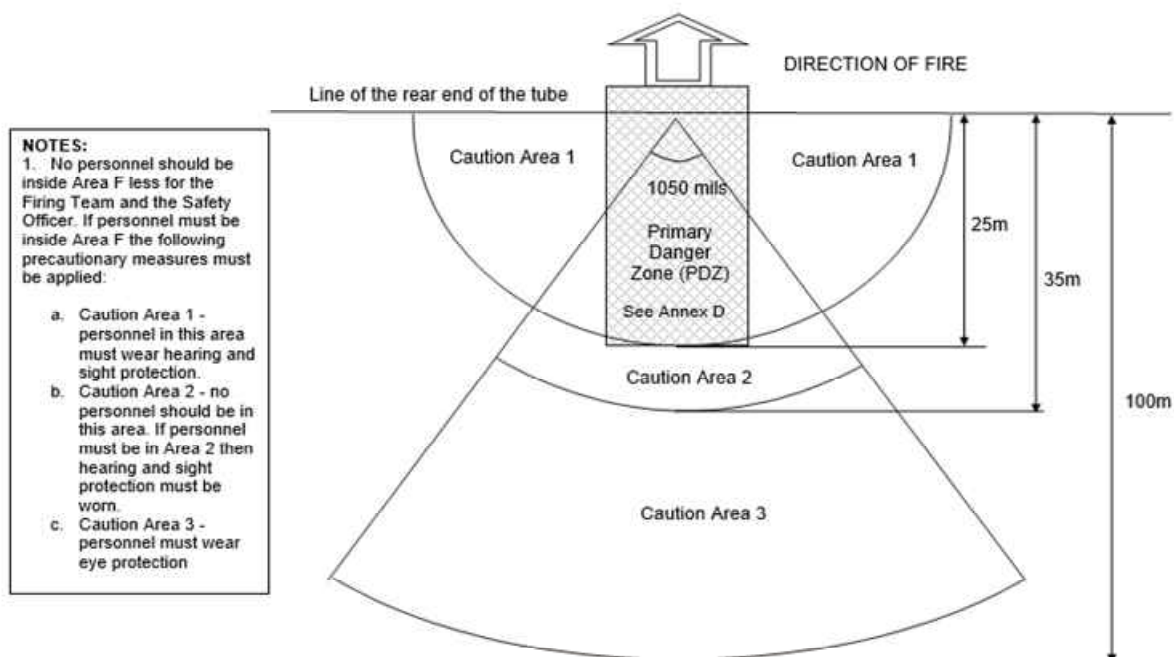 DIRECTION OF FIRE
Line of the rear end of the tube
NOTES:
1. No personnel should be
inside Area F less for the
Firing Team and the Safety
Officer. If personnel must be
inside Area F the following
precautionary measures must
be applied:
a. Caution Area 1 -
personnel in this area
must wear hearing and
sight protection.
b. Caution Area 2 - no
personnel should be in
this area. If personnel
must be in Area 2 then
hearing and sight
protection must be
worn.
c. Caution Area 3 -
personnel must wear
eye protection
Caution Area 1
Caution Area 1
1050 mils
Primary
Danger
Zone (PDZ)
See Annex D
25m
35m
Caution Area 2
100m
Caution Area 3